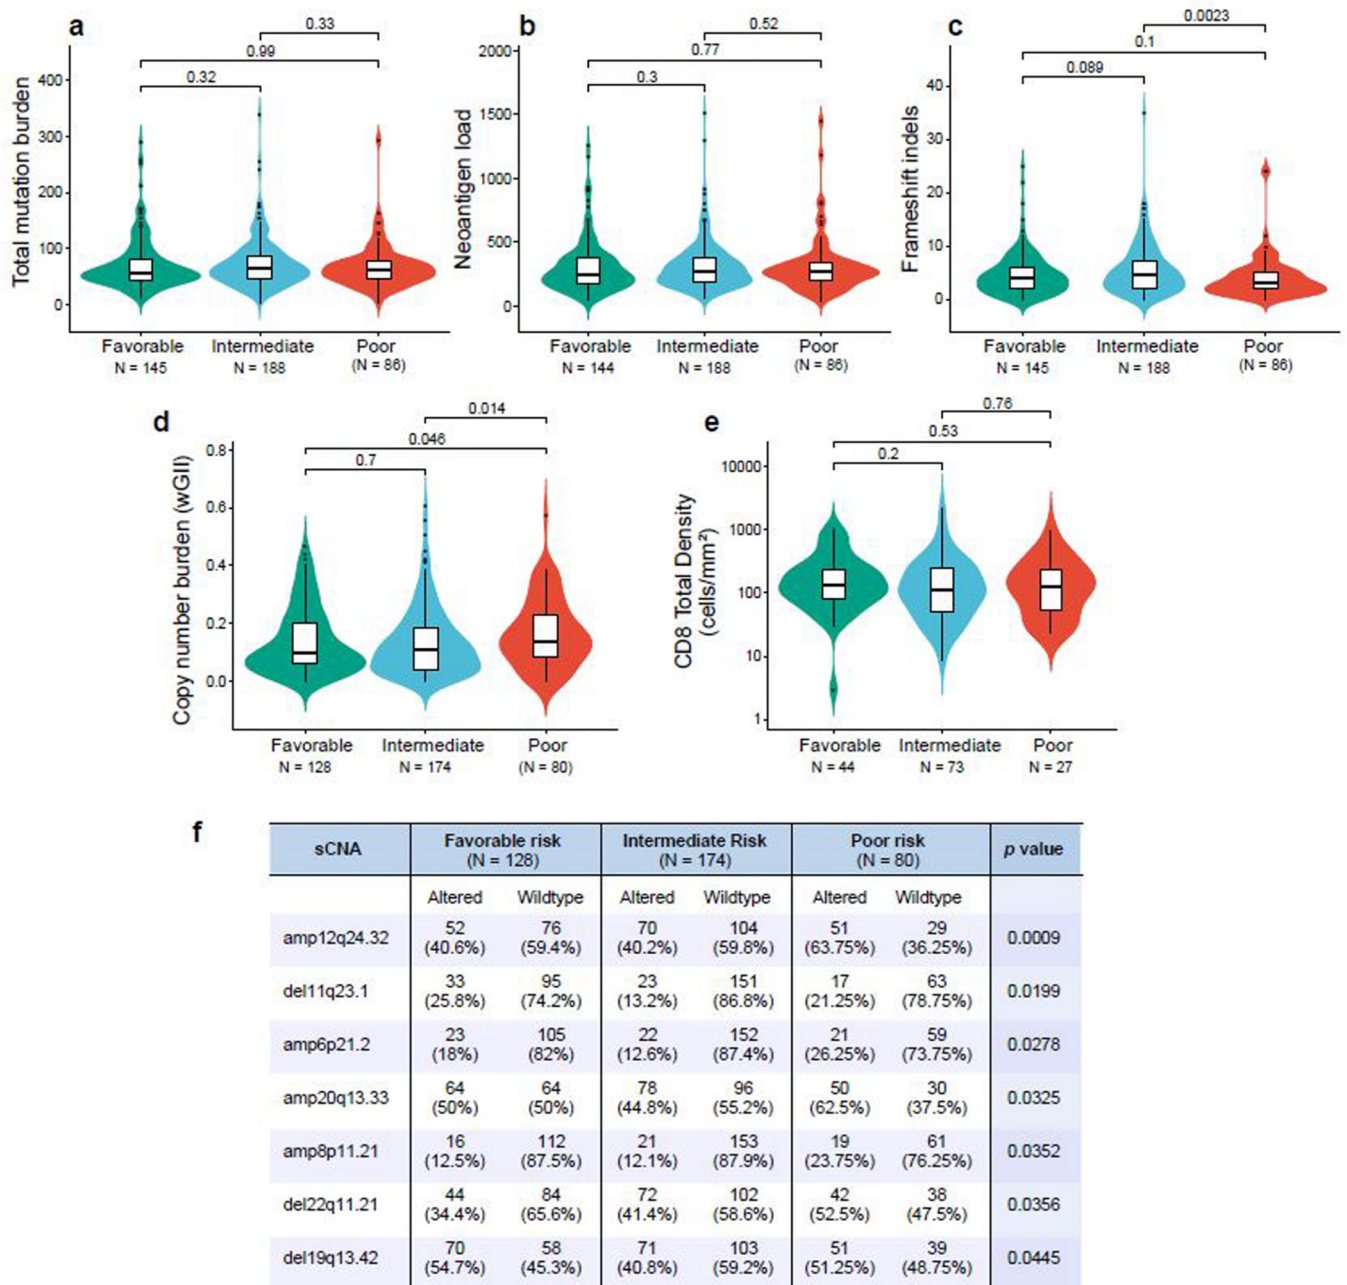 a
0.33
0.99
0.32
Total mutation burden
400
300
200
100
0
Favorable
Intermediate
Poor
N = 145
N = 188
(N = 86)
b
0.52
0.77
0.3
Neoantigen load
2000
1500
1000
500
0
Favorable
Intermediate
Poor
N = 144
N = 188
(N = 86)
c
0.0023
0.1
0.089
Frameshift indels
40
30
20
10
0
Favorable
Intermediate
Poor
N = 145
N = 188
(N = 86)
d
0.014
0.046
0.7
Copy number burden (wGII)
0.8
0.6
0.4
0.2
0.0
Favorable
Intermediate
Poor
N = 128
N = 174
(N = 80)
e
0.76
0.53
0.2
CD8 Total Density
(cells/mm²)
10000
1000
100
10
1
Favorable
Intermediate
Poor
N = 44
N = 73
N = 27
f
sCNA Favorable risk Intermediate Risk Poor risk p value
(N = 128) (N = 174) (N = 80)
Altered Wildtype Altered Wildtype Altered Wildtype
amp12q24.32 52 76 70 104 51 29 0.0009
(40.6%) (59.4%) (40.2%) (59.8%) (63.75%) (36.25%)
del11q23.1 33 95 23 151 17 63 0.0199
(25.8%) (74.2%) (13.2%) (86.8%) (21.25%) (78.75%)
amp6p21.2 23 105 22 152 21 59 0.0278
(18%) (82%) (12.6%) (87.4%) (26.25%) (73.75%)
amp20q13.33 64 64 78 96 50 30 0.0325
(50%) (50%) (44.8%) (55.2%) (62.5%) (37.5%)
amp8p11.21 16 112 21 153 19 61 0.0352
(12.5%) (87.5%) (12.1%) (87.9%) (23.75%) (76.25%)
del22q11.21 44 84 72 102 42 38 0.0356
(34.4%) (65.6%) (41.4%) (58.6%) (52.5%) (47.5%)
del19q13.42 70 58 71 103 51 39 0.0445
(54.7%) (45.3%) (40.8%) (59.2%) (51.25%) (48.75%)